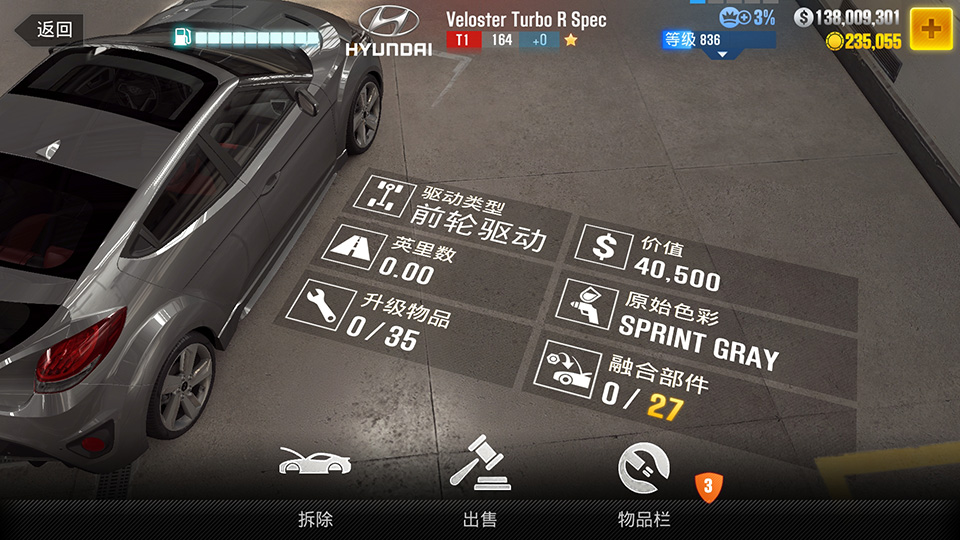 返回
HYUNDAI
Veloster Turbo R Spec
T1 164 +0
3%
等级 836
$ 138,009,301
235,055
+
驱动类型
前轮驱动
英里数
0.00
升级物品
0 / 35
$
价值
40,500
原始色彩
SPRINT GRAY
融合部件
0 / 27
3
拆除
出售
物品栏